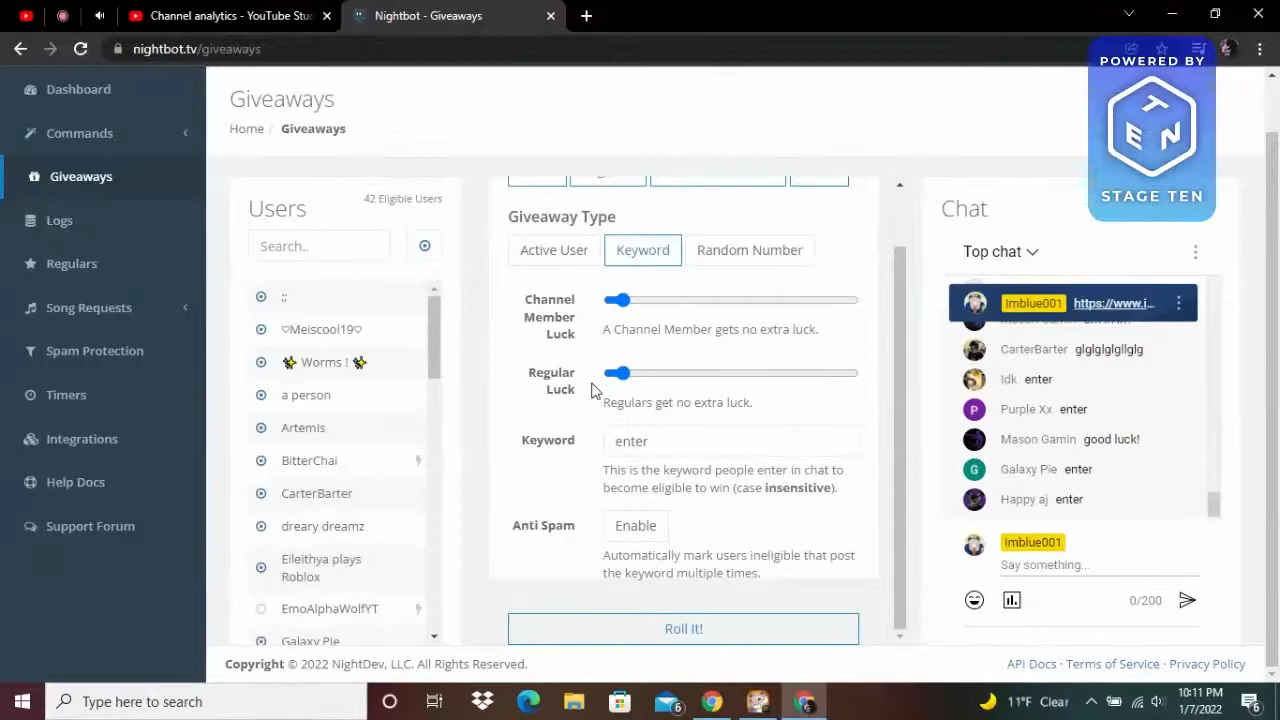 Channel analytics - YouTube Stu
Nightbot - Giveaways
nightbot.tv/giveaways
POWERED BY
TEN
STAGE TEN
Dashboard
Commands
Giveaways
Logs
Regulars
Song Requests
Spam Protection
Timers
Integrations
Help Docs
Support Forum
Giveaways
Home / Giveaways
Users
42 Eligible Users
Search..
;;
♡Meiscool19♡
✨ Worms ! ✨
a person
Artemis
BitterChai
CarterBarter
dreary dreamz
Eileithya plays
Roblox
EmoAlphaWolfYT
Galaxy Pie
Giveaway Type
Active User
Keyword
Random Number
Channel
Member
Luck
A Channel Member gets no extra luck.
Regular
Luck
Regulars get no extra luck.
Keyword
enter
This is the keyword people enter in chat to
become eligible to win (case insensitive).
Anti Spam
Enable
Automatically mark users ineligible that post
the keyword multiple times.
Roll It!
Chat
Top chat
Imblue001 https://www.i...
CarterBarter glglglglgllglg
Idk enter
Purple Xx enter
Mason Gamin good luck!
Galaxy Pie enter
Happy aj enter
Imblue001
Say something...
0/200
Copyright © 2022 NightDev, LLC. All Rights Reserved.
API Docs · Terms of Service · Privacy Policy
Type here to search
6
11°F Clear
10:11 PM
1/7/2022
6